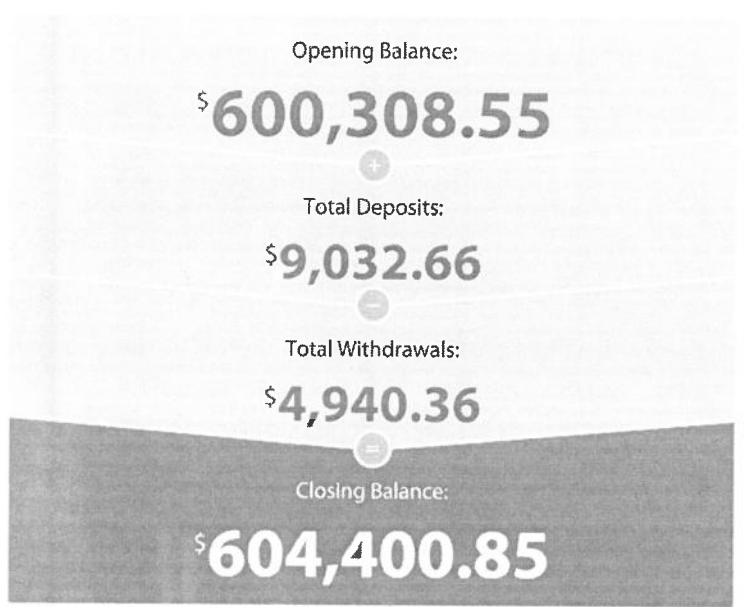 Opening Balance:
$600,308.55
+
Total Deposits:
$9,032.66
−
Total Withdrawals:
$4,940.36
=
Closing Balance:
$604,400.85